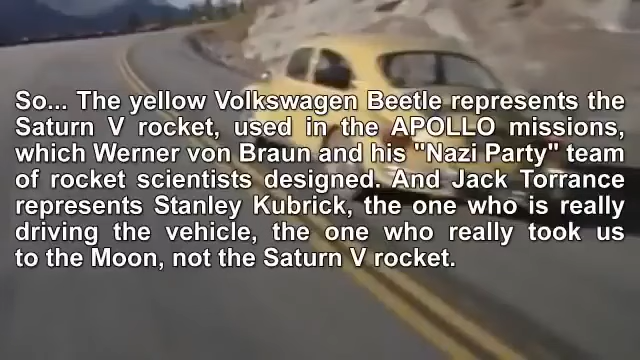 So... The yellow Volkswagen Beetle represents the
Saturn V rocket, used in the APOLLO missions,
which Werner von Braun and his "Nazi Party" team
of rocket scientists designed. And Jack Torrance
represents Stanley Kubrick, the one who is really
driving the vehicle, the one who really took us
to the Moon, not the Saturn V rocket.